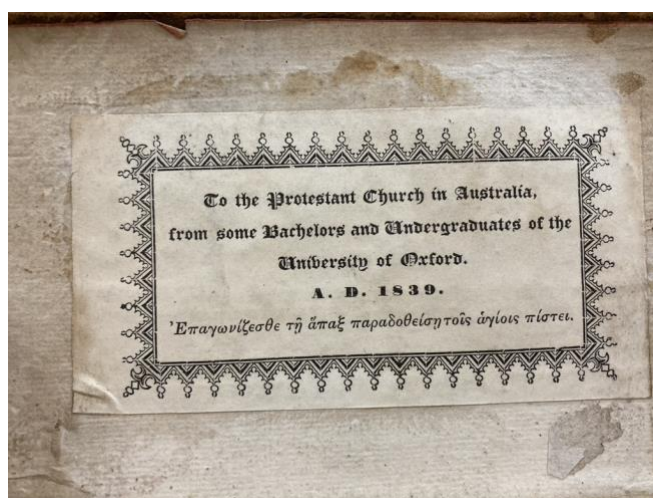 To the Protestant Church in Australia,
from some Bachelors and Undergraduates of the
University of Oxford.
A. D. 1839.
Ἐπαγωνίζεσθε τῇ ἅπαξ παραδοθείσῃ τοῖς ἁγίοις πίστει.